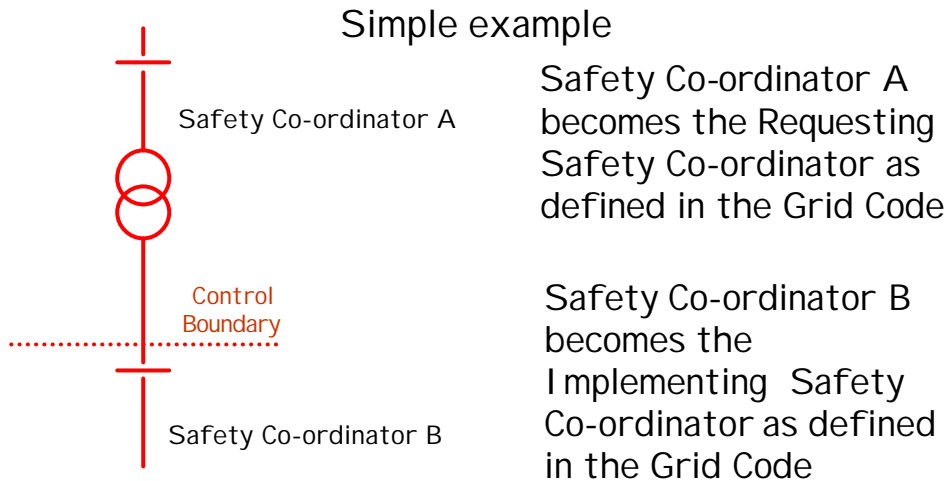 Simple example
Safety Co-ordinator A
Safety Co-ordinator A
becomes the Requesting
Safety Co-ordinator as
defined in the Grid Code
Control
Boundary
Safety Co-ordinator B
becomes the
Implementing Safety
Co-ordinator as defined
in the Grid Code
Safety Co-ordinator B